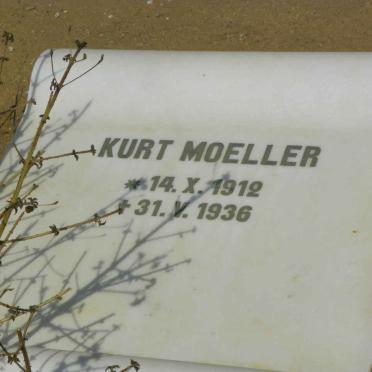 KURT MOELLER
* 14. X. 1912
† 31. V. 1936